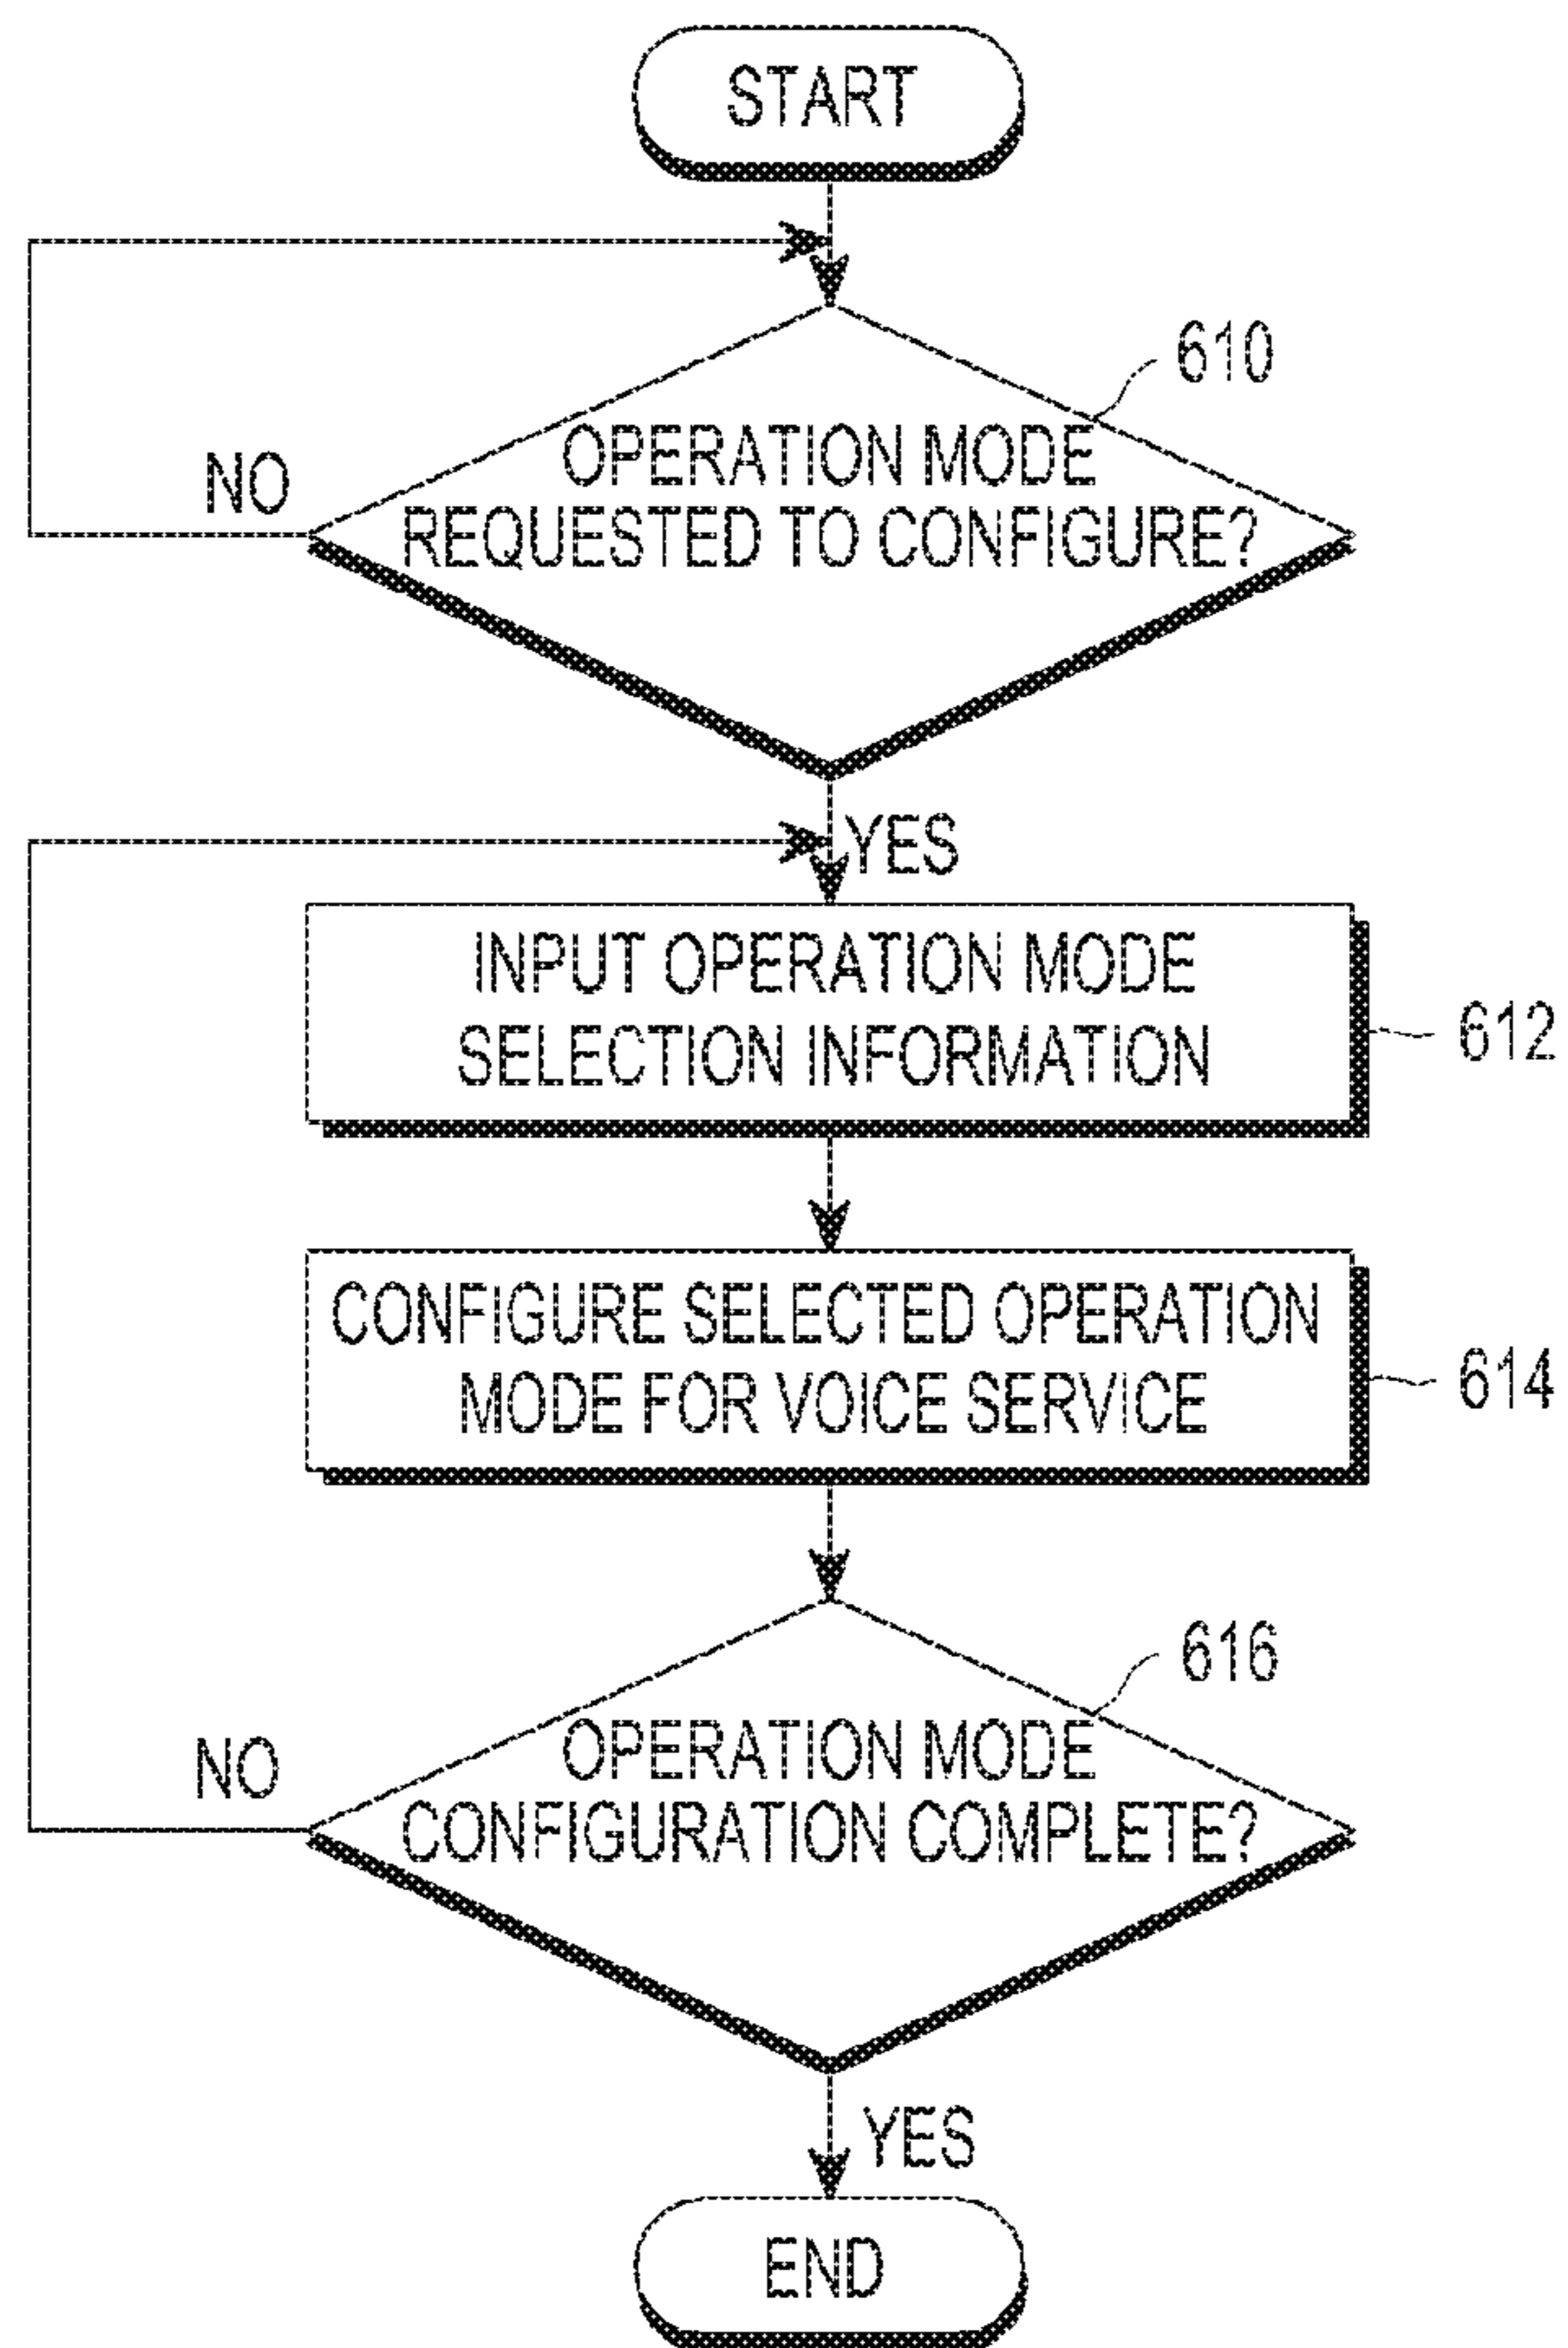 START
610
OPERATION MODE
REQUESTED TO CONFIGURE?
NO
YES
INPUT OPERATION MODE
SELECTION INFORMATION
612
CONFIGURE SELECTED OPERATION
MODE FOR VOICE SERVICE
614
616
OPERATION MODE
CONFIGURATION COMPLETE?
NO
YES
END